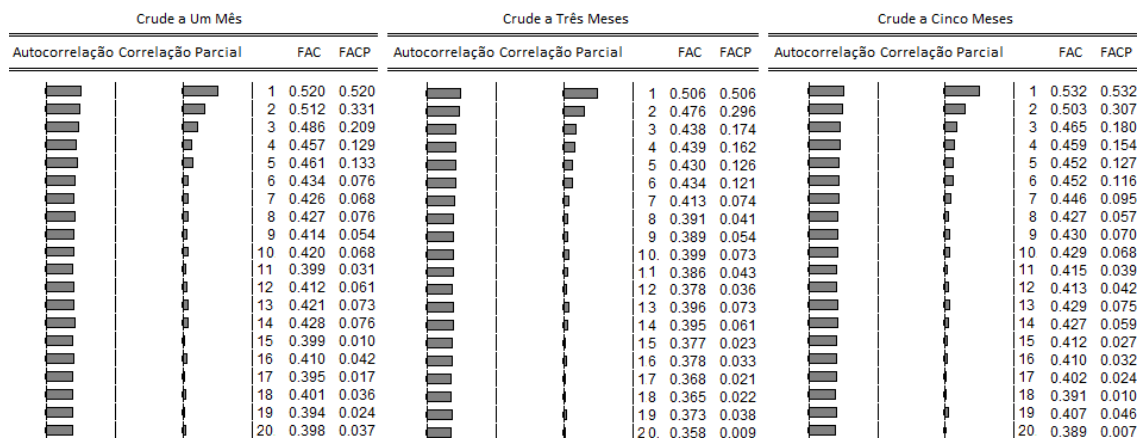 Crude a Um Mês
Autocorrelação Correlação Parcial FAC FACP
1 0.520 0.520
2 0.512 0.331
3 0.486 0.209
4 0.457 0.129
5 0.461 0.133
6 0.434 0.076
7 0.426 0.068
8 0.427 0.076
9 0.414 0.054
10 0.420 0.068
11 0.399 0.031
12 0.412 0.061
13 0.421 0.073
14 0.428 0.076
15 0.399 0.010
16 0.410 0.042
17 0.395 0.017
18 0.401 0.036
19 0.394 0.024
20 0.398 0.037
Crude a Três Meses
Autocorrelação Correlação Parcial FAC FACP
1 0.506 0.506
2 0.476 0.296
3 0.438 0.174
4 0.439 0.162
5 0.430 0.126
6 0.434 0.121
7 0.413 0.074
8 0.391 0.041
9 0.389 0.054
10. 0.399 0.073
11 0.386 0.043
12 0.378 0.036
13 0.396 0.073
14 0.395 0.061
15 0.377 0.023
16 0.378 0.033
17 0.368 0.021
18 0.365 0.022
19 0.373 0.038
20. 0.358 0.009
Crude a Cinco Meses
Autocorrelação Correlação Parcial FAC FACP
1 0.532 0.532
2 0.503 0.307
3 0.465 0.180
4 0.459 0.154
5 0.452 0.127
6 0.452 0.116
7 0.446 0.095
8 0.427 0.057
9 0.430 0.070
10 0.429 0.068
11 0.415 0.039
12 0.413 0.042
13 0.429 0.075
14 0.427 0.059
15 0.412 0.027
16 0.410 0.032
17 0.402 0.024
18 0.391 0.010
19 0.407 0.046
20 0.389 0.007